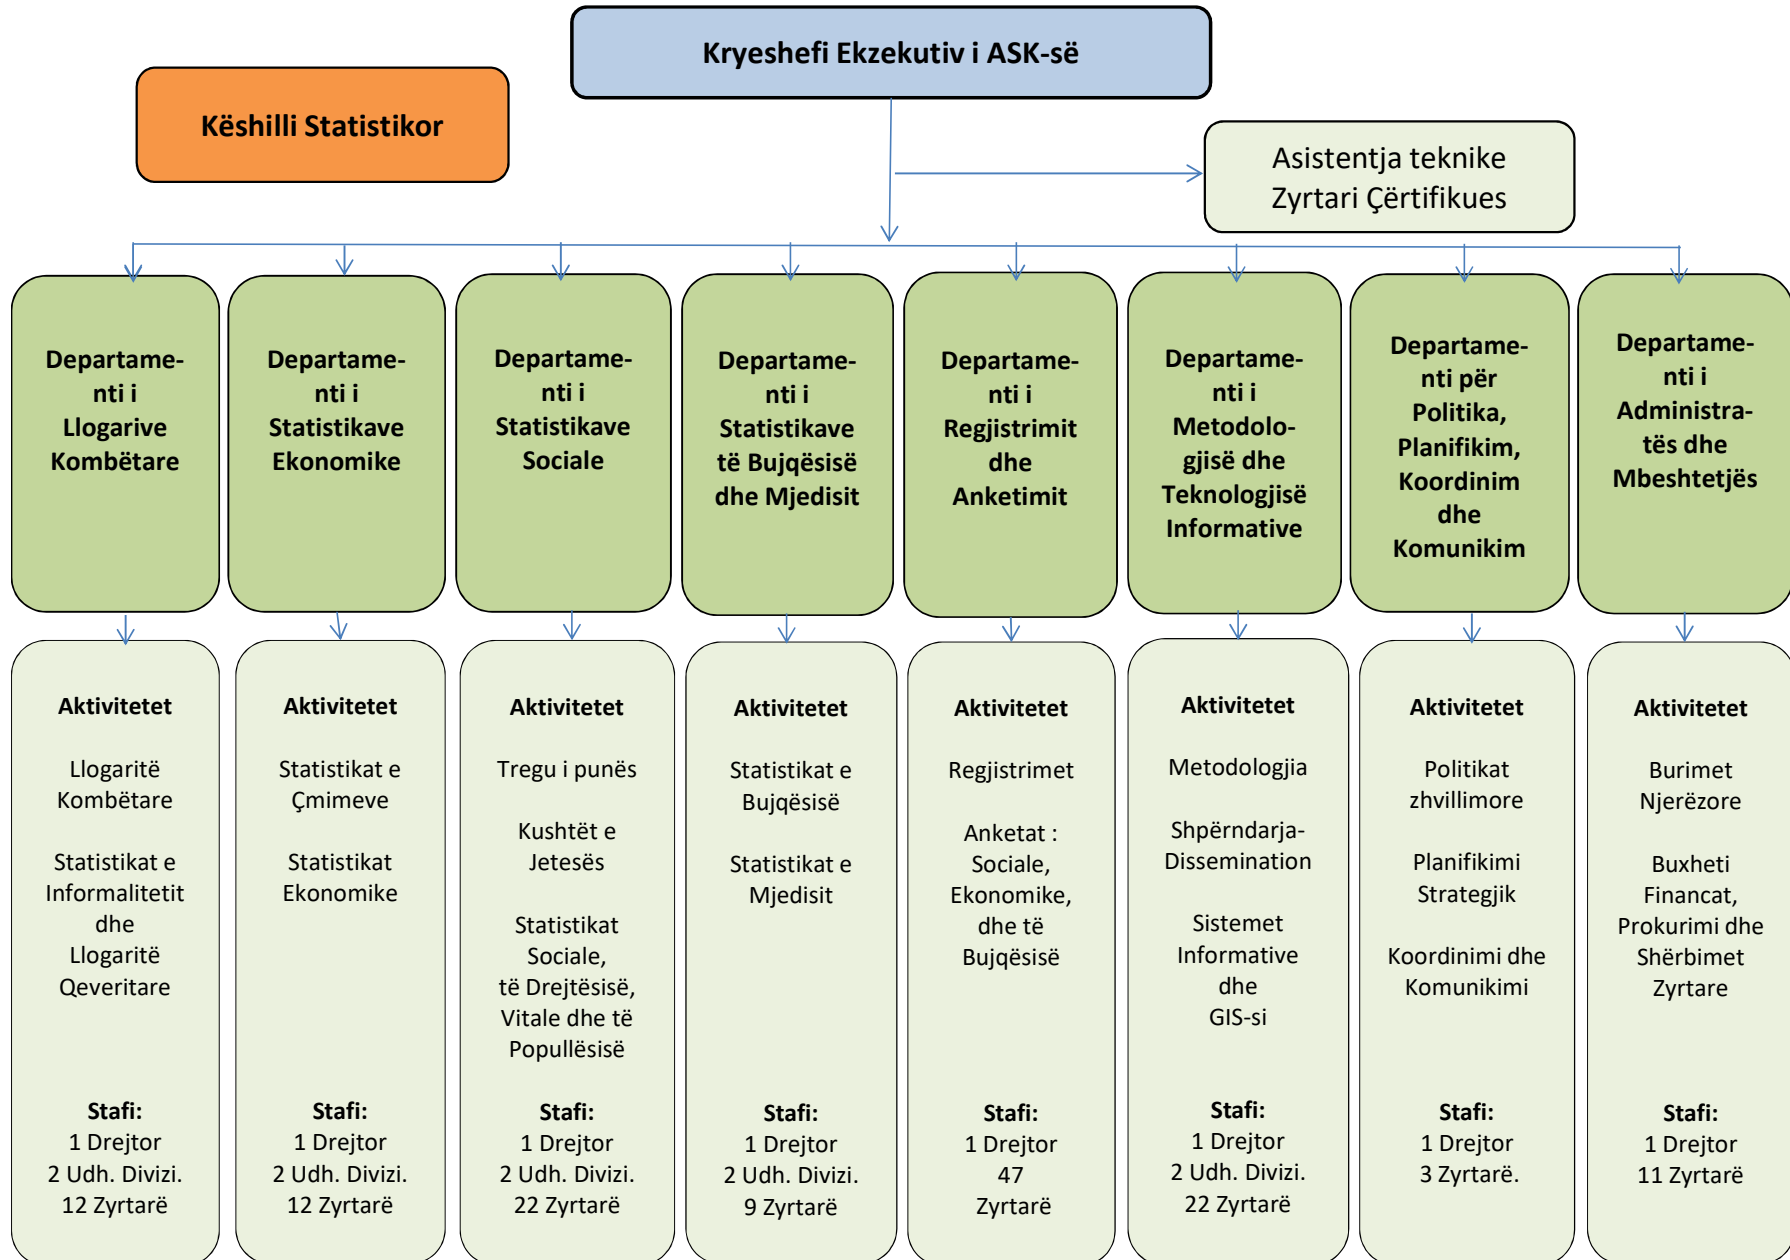 Kryeshefi Ekzekutiv i ASK-së
Këshilli Statistikor
Asistentja teknike
Zyrtari Çërtifikues
Departame-
nti i
Llogarive
Kombëtare
Departame-
nti i
Statistikave
Ekonomike
Departame-
nti i
Statistikave
Sociale
Departame-
nti i
Statistikave
të Bujqësisë
dhe Mjedisit
Departame-
nti i
Regjistrimit
dhe
Anketimit
Departame-
nti i
Metodolo-
gjisë dhe
Teknologjisë
Informative
Departame-
nti për
Politika,
Planifikim,
Koordinim
dhe
Komunikim
Departame-
nti i
Administra-
tës dhe
Mbeshtetjës
Aktivitetet
Llogaritë
Kombëtare
Statistikat e
Informalitetit
dhe
Llogaritë
Qeveritare
Stafi:
1 Drejtor
2 Udh. Divizi.
12 Zyrtarë
Aktivitetet
Statistikat e
Çmimeve
Statistikat
Ekonomike
Stafi:
1 Drejtor
2 Udh. Divizi.
12 Zyrtarë
Aktivitetet
Tregu i punës
Kushtët e
Jetesës
Statistikat
Sociale,
të Drejtësisë,
Vitale dhe të
Popullësisë
Stafi:
1 Drejtor
2 Udh. Divizi.
22 Zyrtarë
Aktivitetet
Statistikat e
Bujqësisë
Statistikat e
Mjedisit
Stafi:
1 Drejtor
2 Udh. Divizi.
9 Zyrtarë
Aktivitetet
Regjistrimet
Anketat :
Sociale,
Ekonomike,
dhe të
Bujqësisë
Stafi:
1 Drejtor
47
Zyrtarë
Aktivitetet
Metodologjia
Shpërndarja-
Dissemination
Sistemet
Informative
dhe
GIS-si
Stafi:
1 Drejtor
2 Udh. Divizi.
22 Zyrtarë
Aktivitetet
Politikat
zhvillimore
Planifikimi
Strategjik
Koordinimi dhe
Komunikimi
Stafi:
1 Drejtor
3 Zyrtarë.
Aktivitetet
Burimet
Njerëzore
Buxheti
Financat,
Prokurimi dhe
Shërbimet
Zyrtare
Stafi:
1 Drejtor
11 Zyrtarë